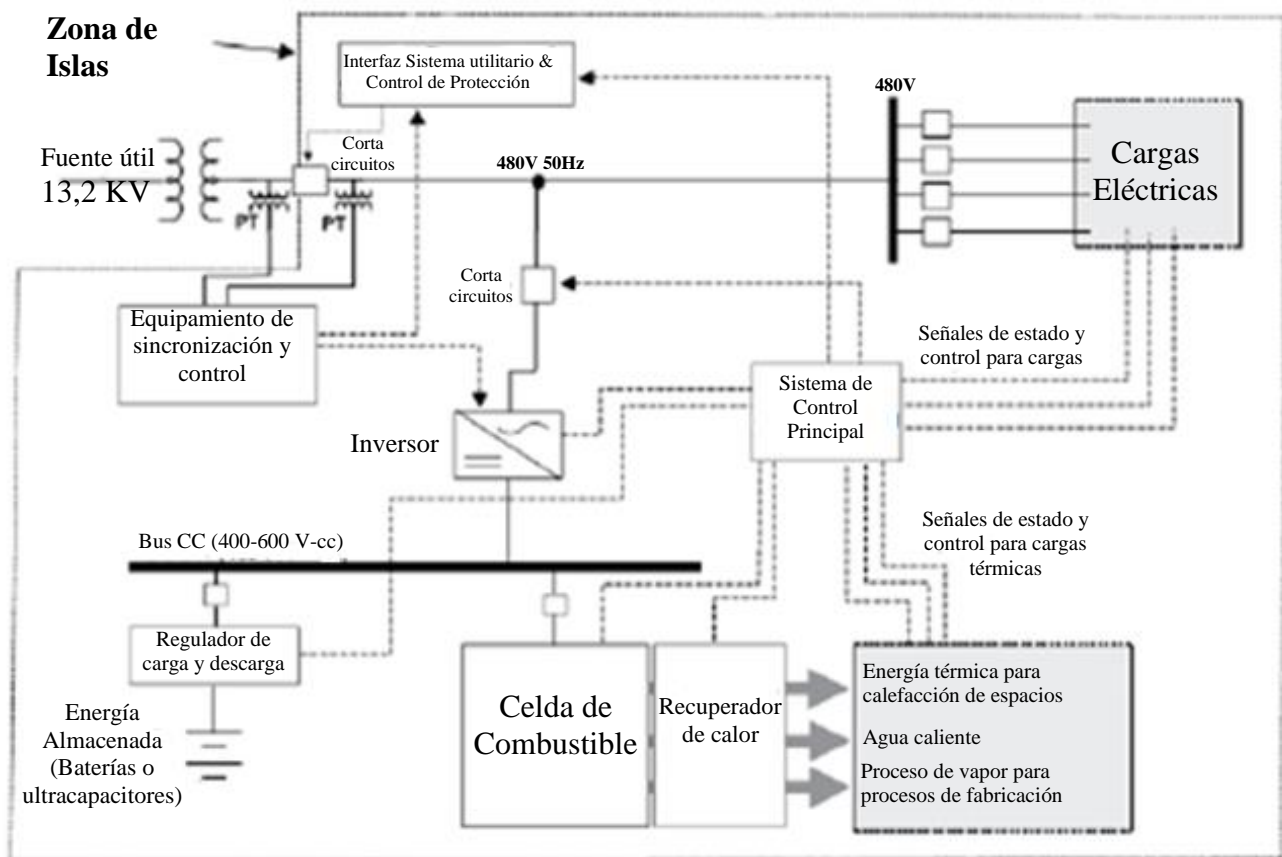 Zona de
Islas
Interfaz Sistema utilitario &
Control de Protección
480V
Fuente útil
13,2 KV
Corta
circuitos
480V 50Hz
Cargas
Eléctricas
PT
PT
Corta
circuitos
Equipamiento de
sincronización y
control
Señales de estado y
control para cargas
Sistema de
Control
Principal
Inversor
Señales de estado y
control para cargas
térmicas
Bus CC (400-600 V-cc)
Regulador de
carga y descarga
Energía
Almacenada
(Baterías o
ultracapacitores)
Celda de
Combustible
Recuperador
de calor
Energía térmica para
calefacción de espacios
Agua caliente
Proceso de vapor para
procesos de fabricación